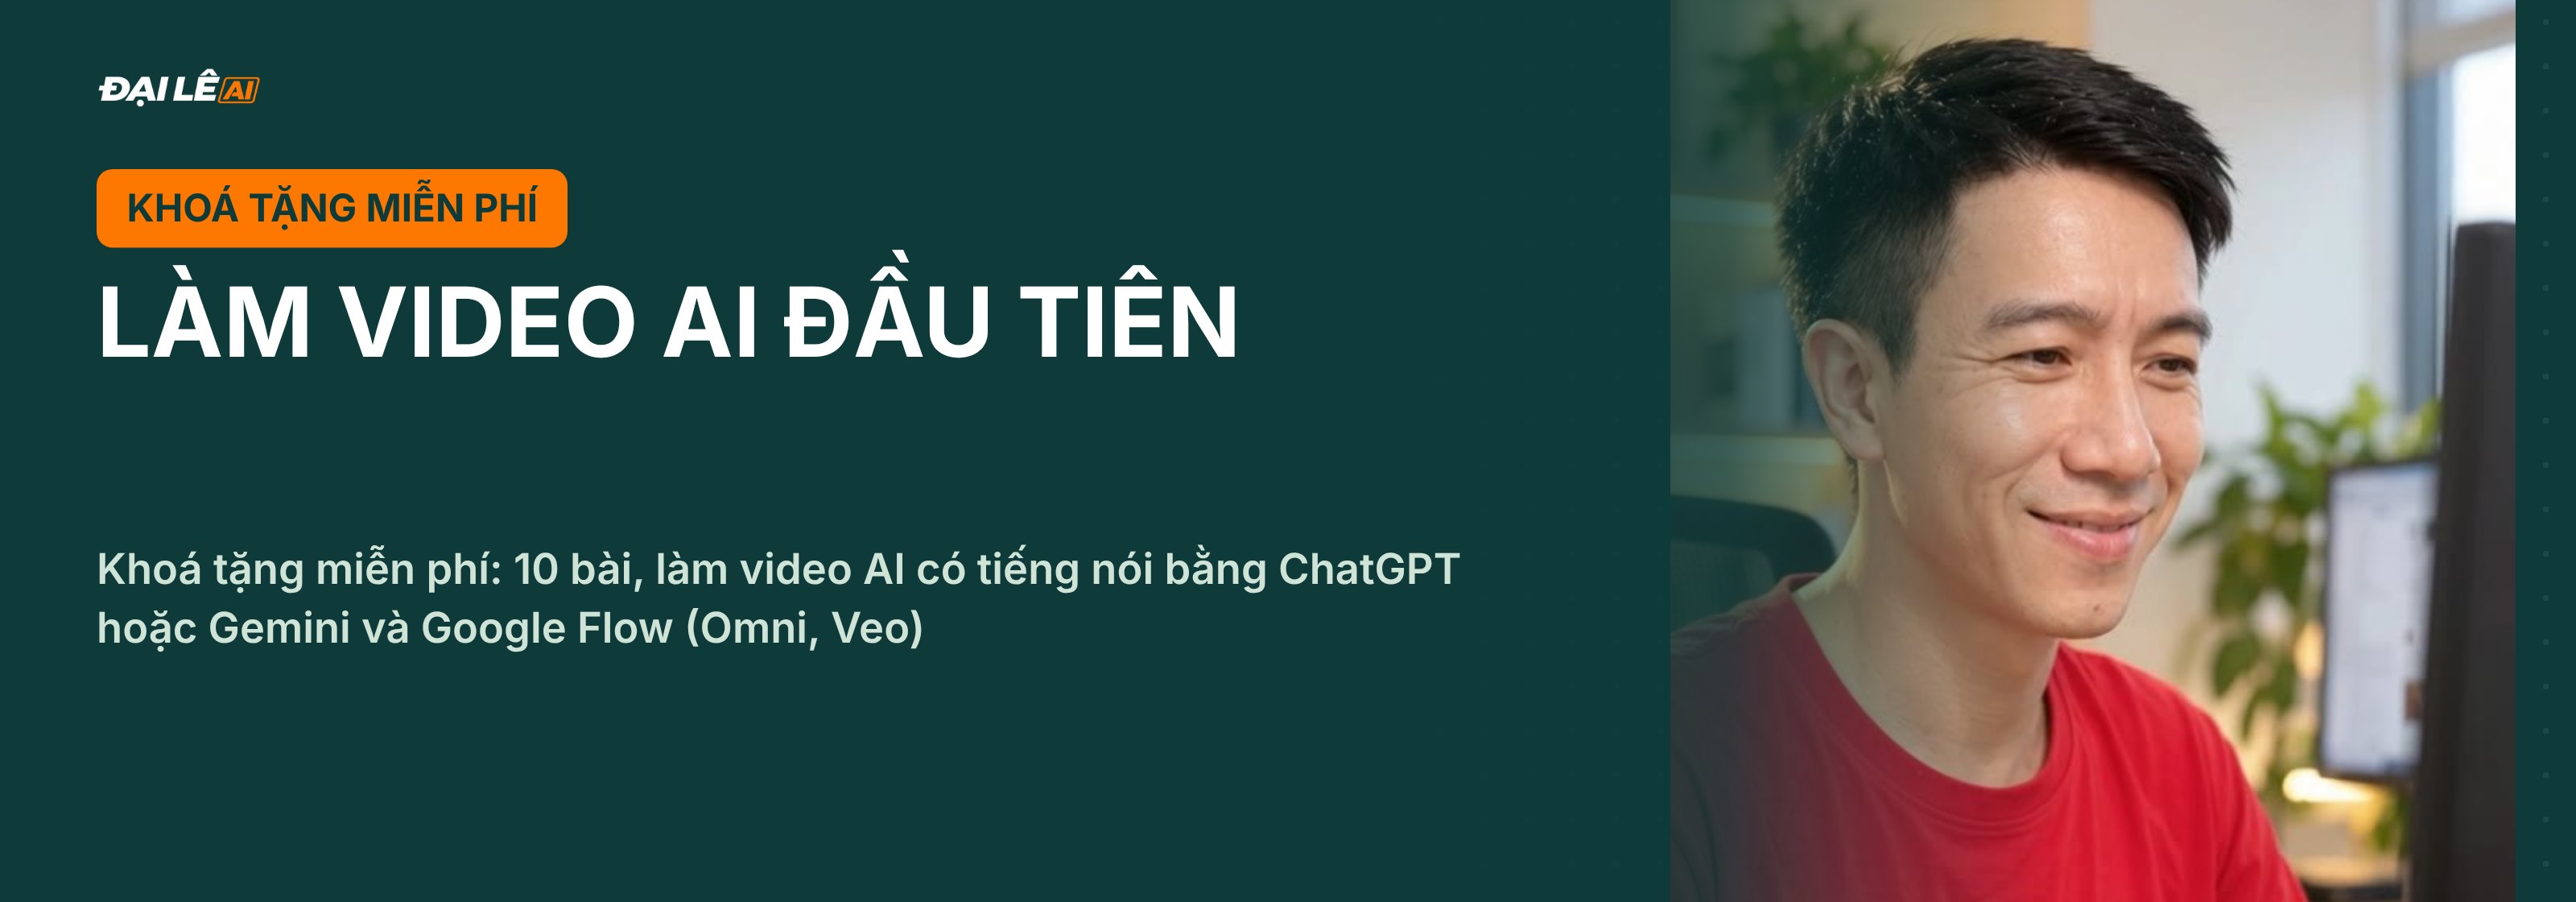 ĐẠI LÊ AI
KHOÁ TẶNG MIỄN PHÍ
LÀM VIDEO AI ĐẦU TIÊN
Khoá tặng miễn phí: 10 bài, làm video AI có tiếng nói bằng ChatGPT
hoặc Gemini và Google Flow (Omni, Veo)